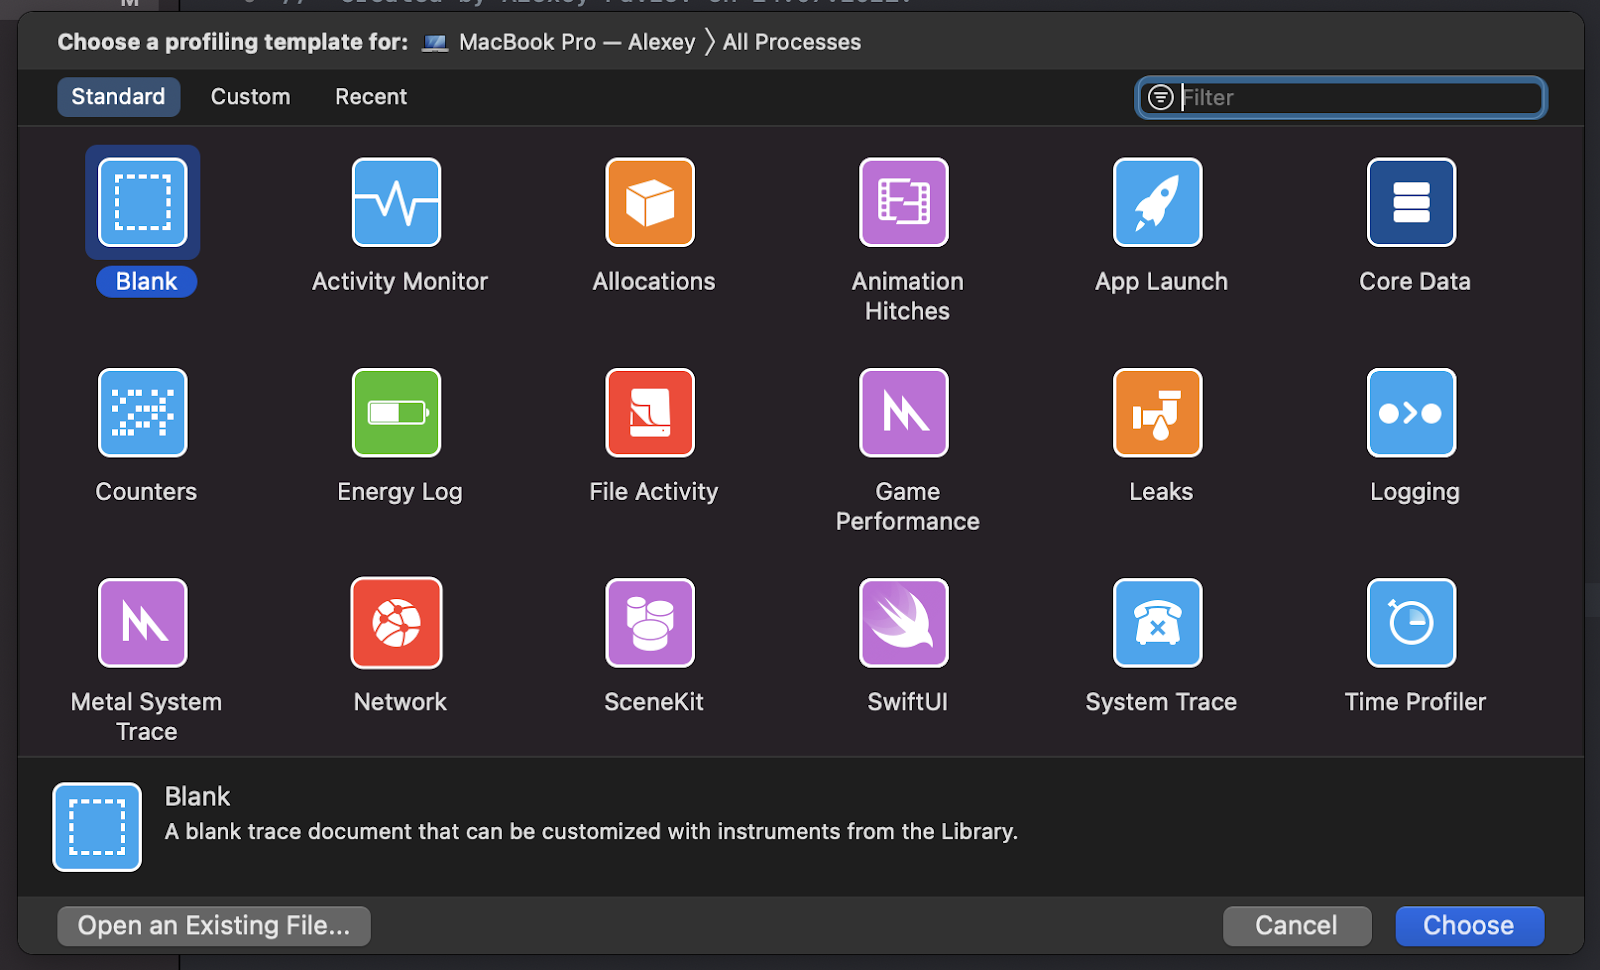 Choose a profiling template for: MacBook Pro — Alexey 〉All Processes
Standard Custom Recent Filter
Blank Activity Monitor Allocations Animation Hitches App Launch Core Data
Counters Energy Log File Activity Game Performance Leaks Logging
Metal System Trace Network SceneKit SwiftUI System Trace Time Profiler
Blank
A blank trace document that can be customized with instruments from the Library.
Open an Existing File... Cancel Choose